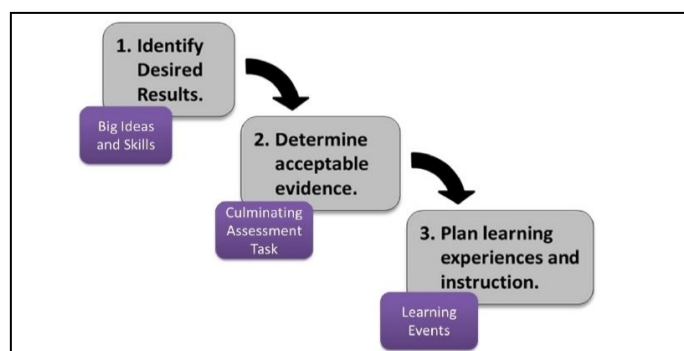 1. Identify
Desired
Results.
Big Ideas
and Skills
2. Determine
acceptable
evidence.
Culminating
Assessment
Task
3. Plan learning
experiences and
instruction.
Learning
Events